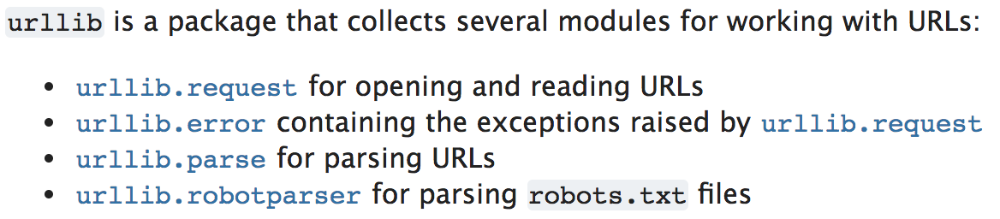 urllib is a package that collects several modules for working with URLs:
• urllib.request for opening and reading URLs
• urllib.error containing the exceptions raised by urllib.request
• urllib.parse for parsing URLs
• urllib.robotparser for parsing robots.txt files